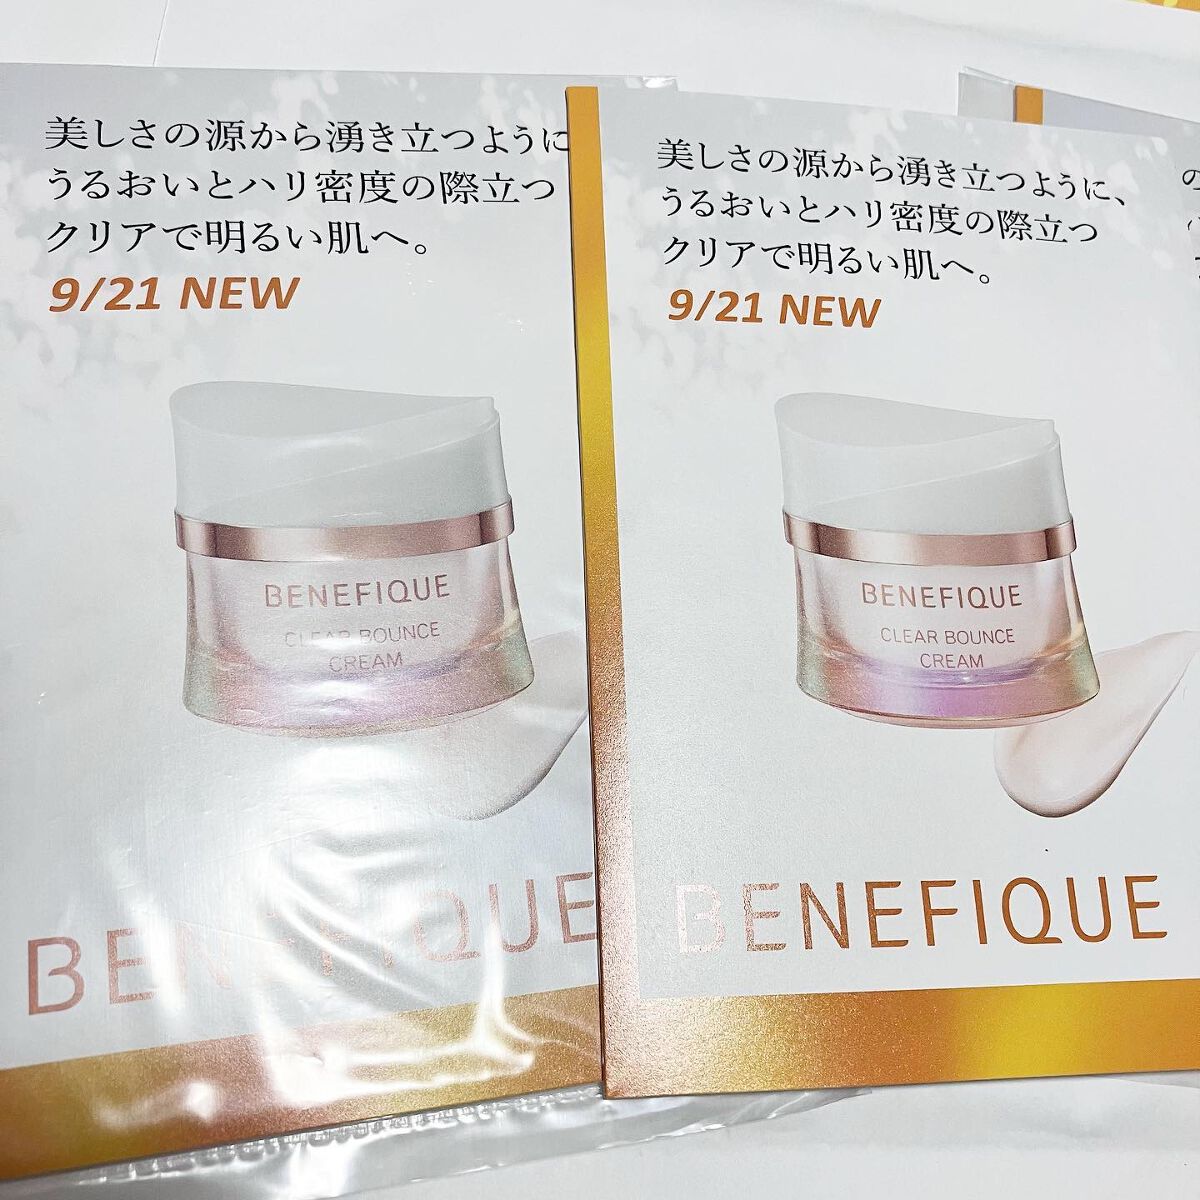 美しさの源から湧き立つように
うるおいとハリ密度の際立つ
クリアで明るい肌へ。
9/21 NEW
BENEFIQUE
CLEAR BOUNCE
CREAM
BENEFIQUE
美しさの源から湧き立つように、
うるおいとハリ密度の際立つ
クリアで明るい肌へ。
9/21 NEW
BENEFIQUE
CLEAR BOUNCE
CREAM
BENEFIQUE
の